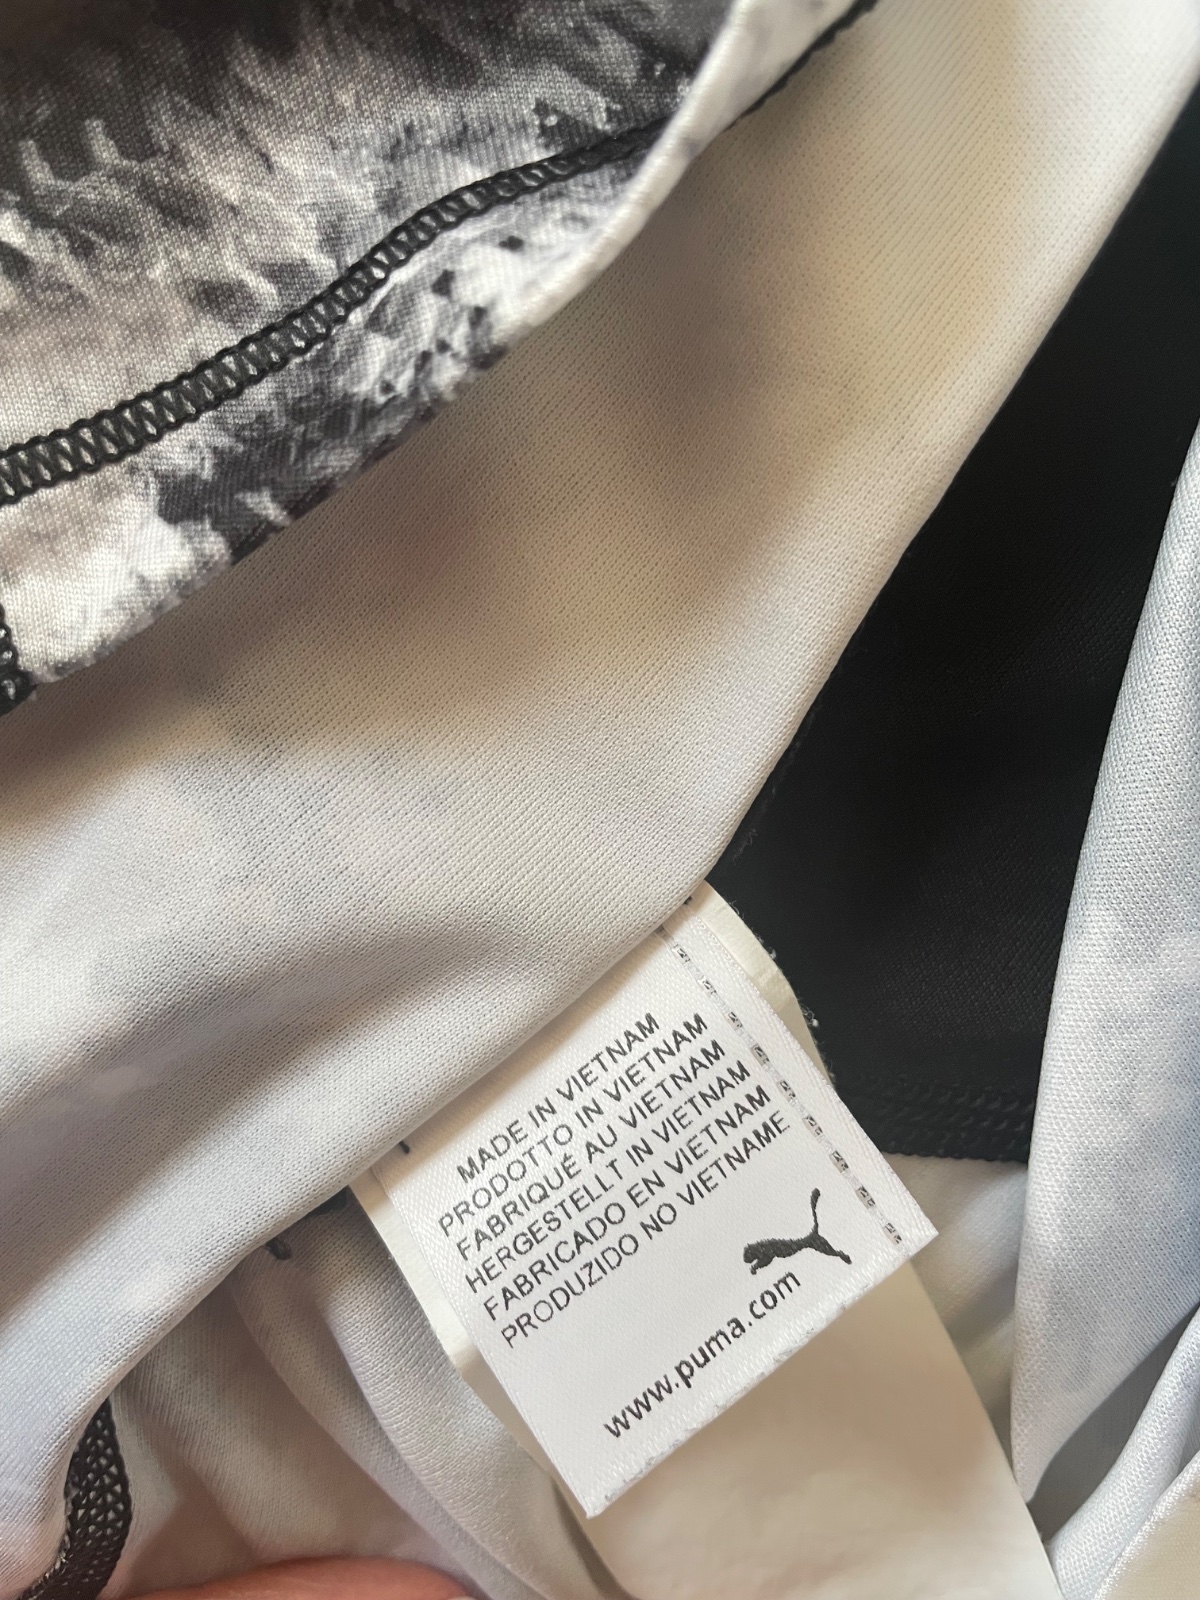 MADE IN VIETNAM
PRODOTTO IN VIETNAM
FABRIQUÉ AU VIETNAM
HERGESTELLT IN VIETNAM
FABRICADO EN VIETNAM
PRODUZIDO NO VIETNAME
www.puma.com